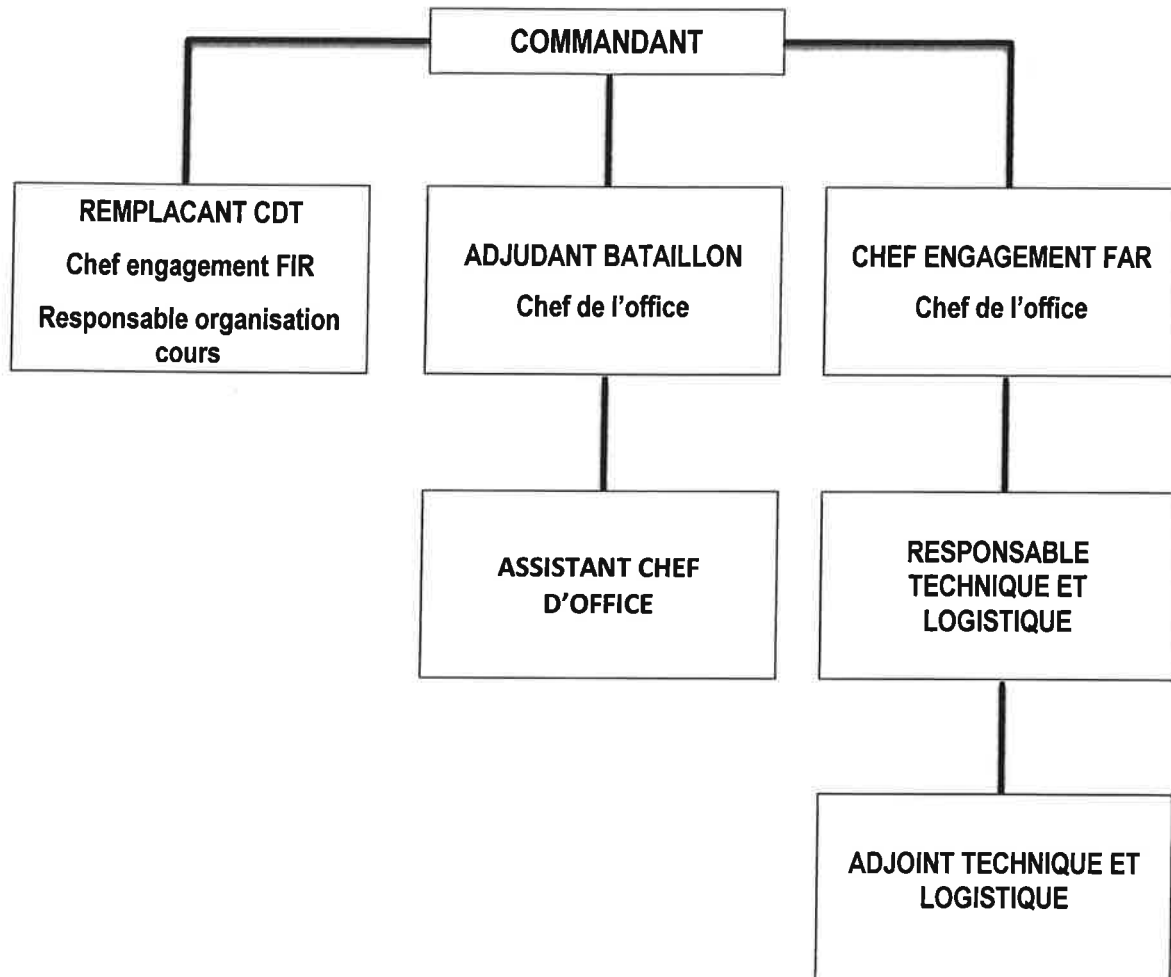 COMMANDANT
REMPLACANT CDT
Chef engagement FIR
Responsable organisation
cours
ADJUDANT BATAILLON
Chef de l'office
CHEF ENGAGEMENT FAR
Chef de l'office
ASSISTANT CHEF
D'OFFICE
RESPONSABLE
TECHNIQUE ET
LOGISTIQUE
ADJOINT TECHNIQUE ET
LOGISTIQUE